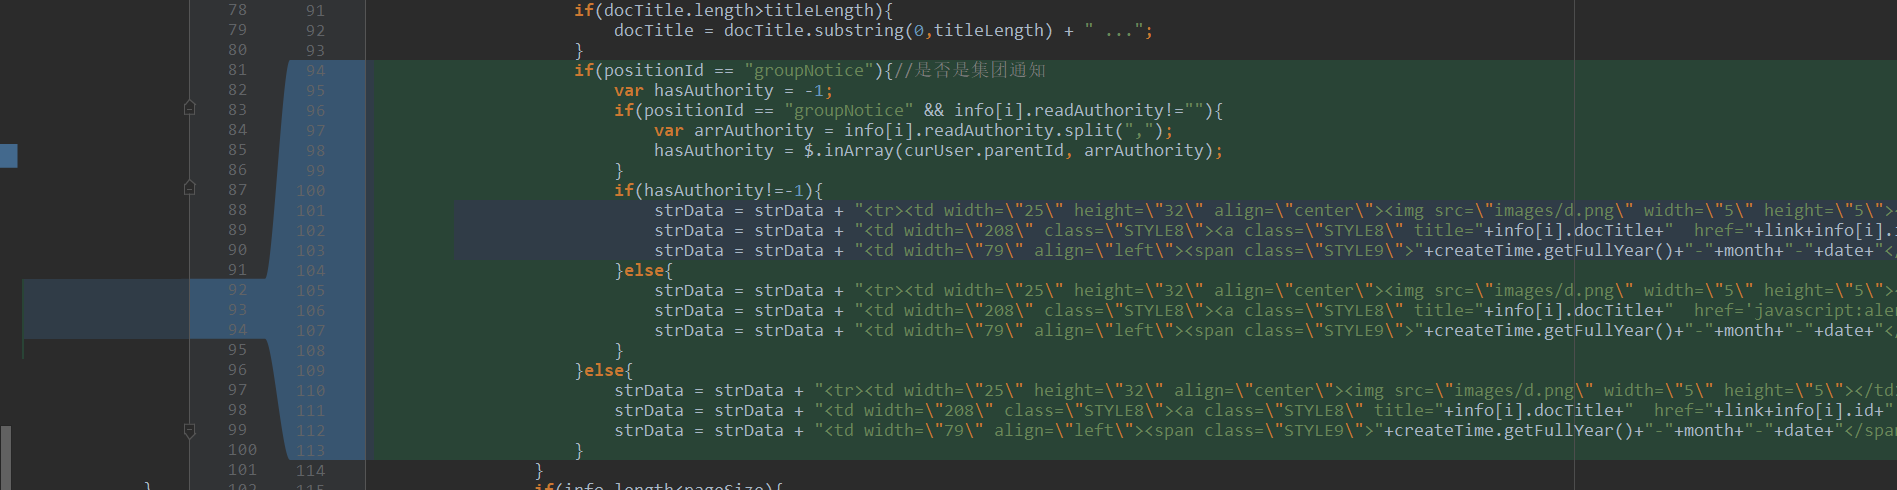 78 91 if(docTitle.length>titleLength){
79 92 docTitle = docTitle.substring(0,titleLength) + " ...";
80 93 }
81 94 if(positionId == "groupNotice"){//是否是集团通知
82 95 var hasAuthority = -1;
83 96 if(positionId == "groupNotice" && info[i].readAuthority!=""){
84 97 var arrAuthority = info[i].readAuthority.split(",");
85 98 hasAuthority = $.inArray(curUser.parentId, arrAuthority);
86 99 }
87 100 if(hasAuthority!=-1){
88 101 strData = strData + "<tr><td width=\"25\" height=\"32\" align=\"center\"><img src=\"images/d.png\" width=\"5\" height=\"5\"><
89 102 strData = strData + "<td width=\"208\" class=\"STYLE8\"><a class=\"STYLE8\" title="+info[i].docTitle+" href="+link+info[i].i
90 103 strData = strData + "<td width=\"79\" align=\"left\"><span class=\"STYLE9\">"+createTime.getFullYear()+"-"+month+"-"+date+"</
91 104 }else{
92 105 strData = strData + "<tr><td width=\"25\" height=\"32\" align=\"center\"><img src=\"images/d.png\" width=\"5\" height=\"5\"><
93 106 strData = strData + "<td width=\"208\" class=\"STYLE8\"><a class=\"STYLE8\" title="+info[i].docTitle+" href='javascript:aler
94 107 strData = strData + "<td width=\"79\" align=\"left\"><span class=\"STYLE9\">"+createTime.getFullYear()+"-"+month+"-"+date+"</
95 108 }
96 109 }else{
97 110 strData = strData + "<tr><td width=\"25\" height=\"32\" align=\"center\"><img src=\"images/d.png\" width=\"5\" height=\"5\"></td>
98 111 strData = strData + "<td width=\"208\" class=\"STYLE8\"><a class=\"STYLE8\" title="+info[i].docTitle+" href="+link+info[i].id+"
99 112 strData = strData + "<td width=\"79\" align=\"left\"><span class=\"STYLE9\">"+createTime.getFullYear()+"-"+month+"-"+date+"</span
100 113 }
101 114 }
} 102 115 if(info.length<pageSize){